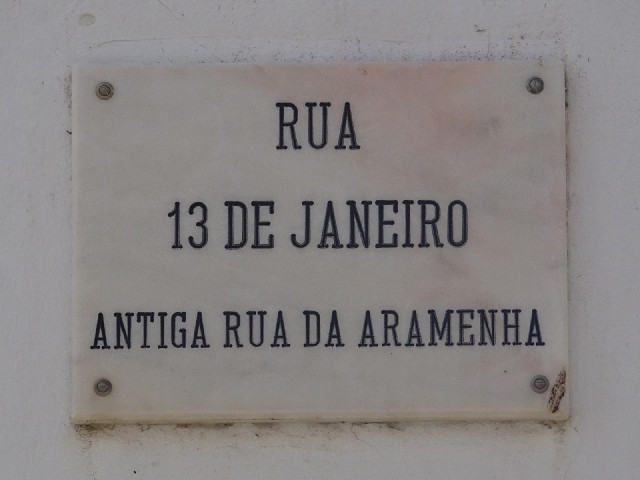 RUA
13 DE JANEIRO
ANTIGA RUA DA ARAMENHA